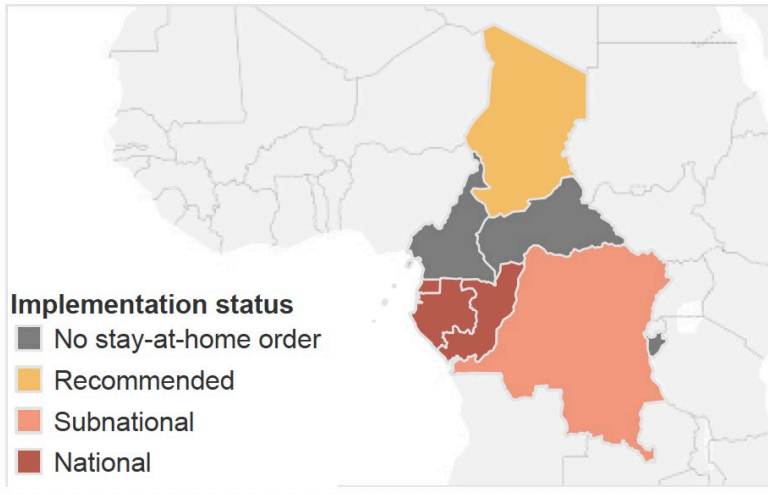 Implementation status
No stay-at-home order
Recommended
Subnational
National